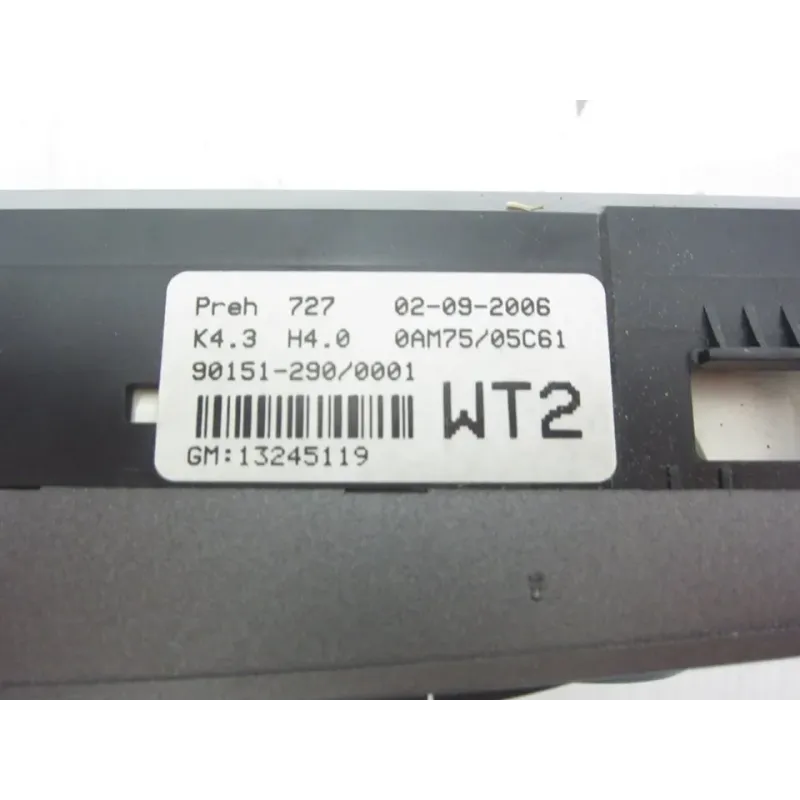 Preh 727 02-09-2006
K4.3 H4.0 0AM75/05C61
90151-290/0001
WT2
GM:13245119